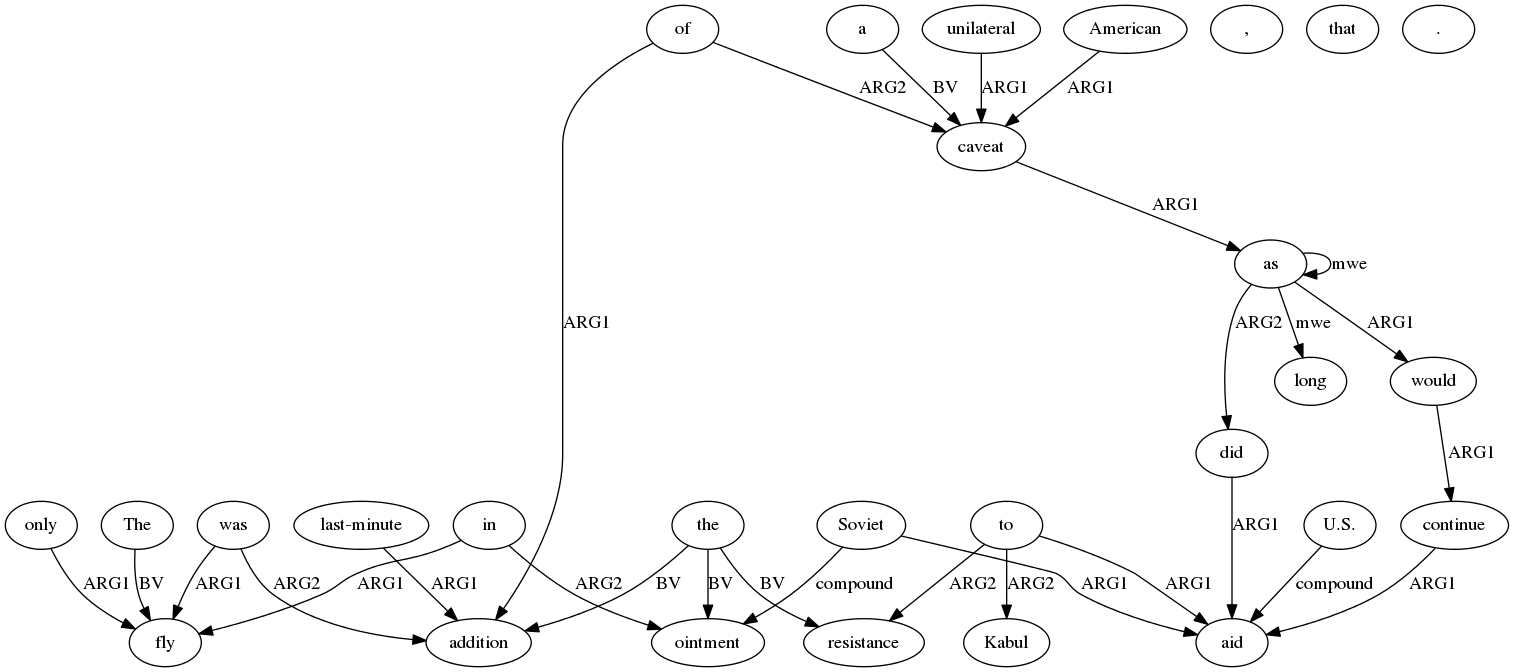 of a unilateral American , that .
ARG2 BV ARG1 ARG1
caveat
ARG1
as mwe
ARG1 ARG2 mwe ARG1
long would
did ARG1
only The was last-minute in the Soviet to ARG1 U.S. continue
ARG1 BV ARG1 ARG2 ARG1 ARG1 ARG2 BV BV BV compound ARG2 ARG2 ARG1 ARG1 compound ARG1
fly addition ointment resistance Kabul aid